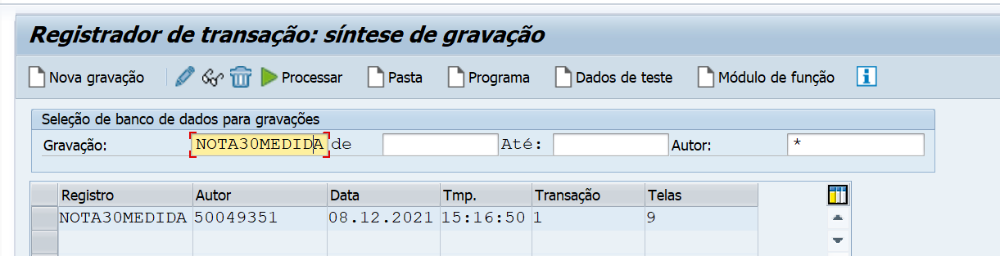 Registrador de transação: síntese de gravação
Nova gravação Processar Pasta Programa Dados de teste Módulo de função i
Seleção de banco de dados para gravações
Gravação: NOTA30MEDIDA de Até: Autor: *
Registro Autor Data Tmp. Transação Telas
NOTA30MEDIDA 50049351 08.12.2021 15:16:50 1 9